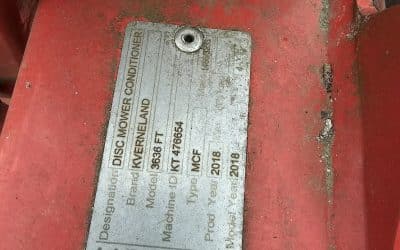 Designation DISC MOWER CONDITIONER
Brand KVERNELAND
Model 3636 FT
Machine ID KT 476654
Type MCF
Prod Year 2018
Model Year 2018